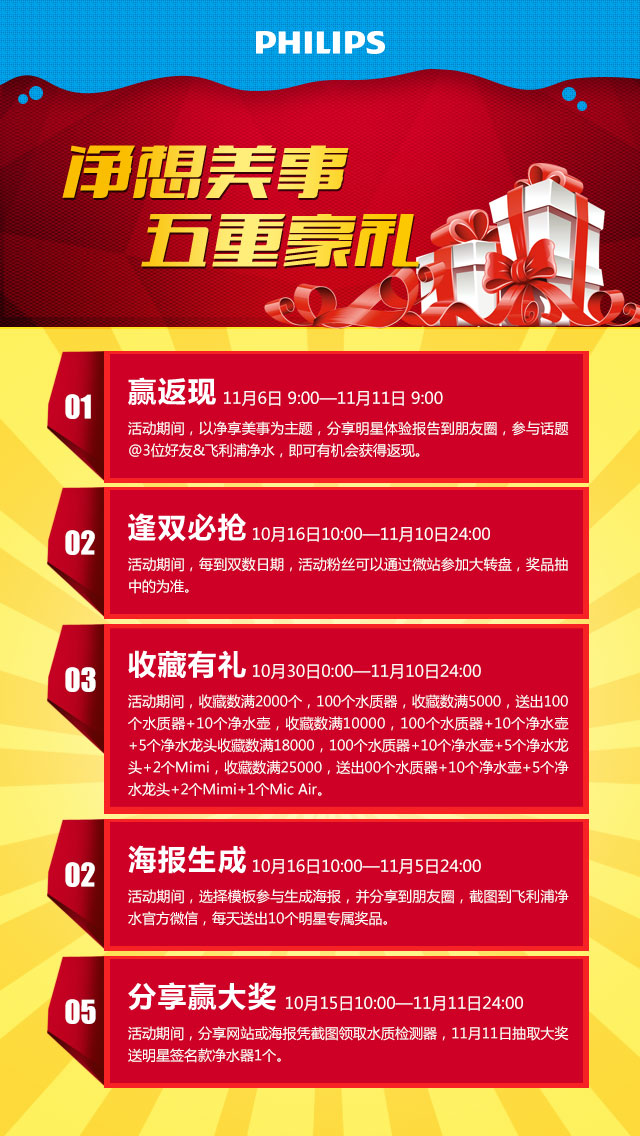 PHILIPS
净想美事
五重豪礼
01
赢返现 11月6日 9:00—11月11日 9:00
活动期间，以净享美事为主题，分享明星体验报告到朋友圈，参与话题
@3位好友&飞利浦净水，即可有机会获得返现。
02
逢双必抢 10月16日10:00—11月10日24:00
活动期间，每到双数日期，活动粉丝可以通过微站参加大转盘，奖品抽
中的为准。
03
收藏有礼 10月30日0:00—11月10日24:00
活动期间，收藏数满2000个，100个水质器，收藏数满5000，送出100
个水质器+10个净水壶，收藏数满10000，100个水质器+10个净水壶
+5个净水龙头收藏数满18000，100个水质器+10个净水壶+5个净水龙
头+2个Mimi，收藏数满25000，送出00个水质器+10个净水壶+5个净
水龙头+2个Mimi+1个Mic Air。
02
海报生成 10月16日10:00—11月5日24:00
活动期间，选择模板参与生成海报，并分享到朋友圈，截图到飞利浦净
水官方微信，每天送出10个明星专属奖品。
05
分享赢大奖 10月15日10:00—11月11日24:00
活动期间，分享网站或海报凭截图领取水质检测器，11月11日抽取大奖
送明星签名款净水器1个。